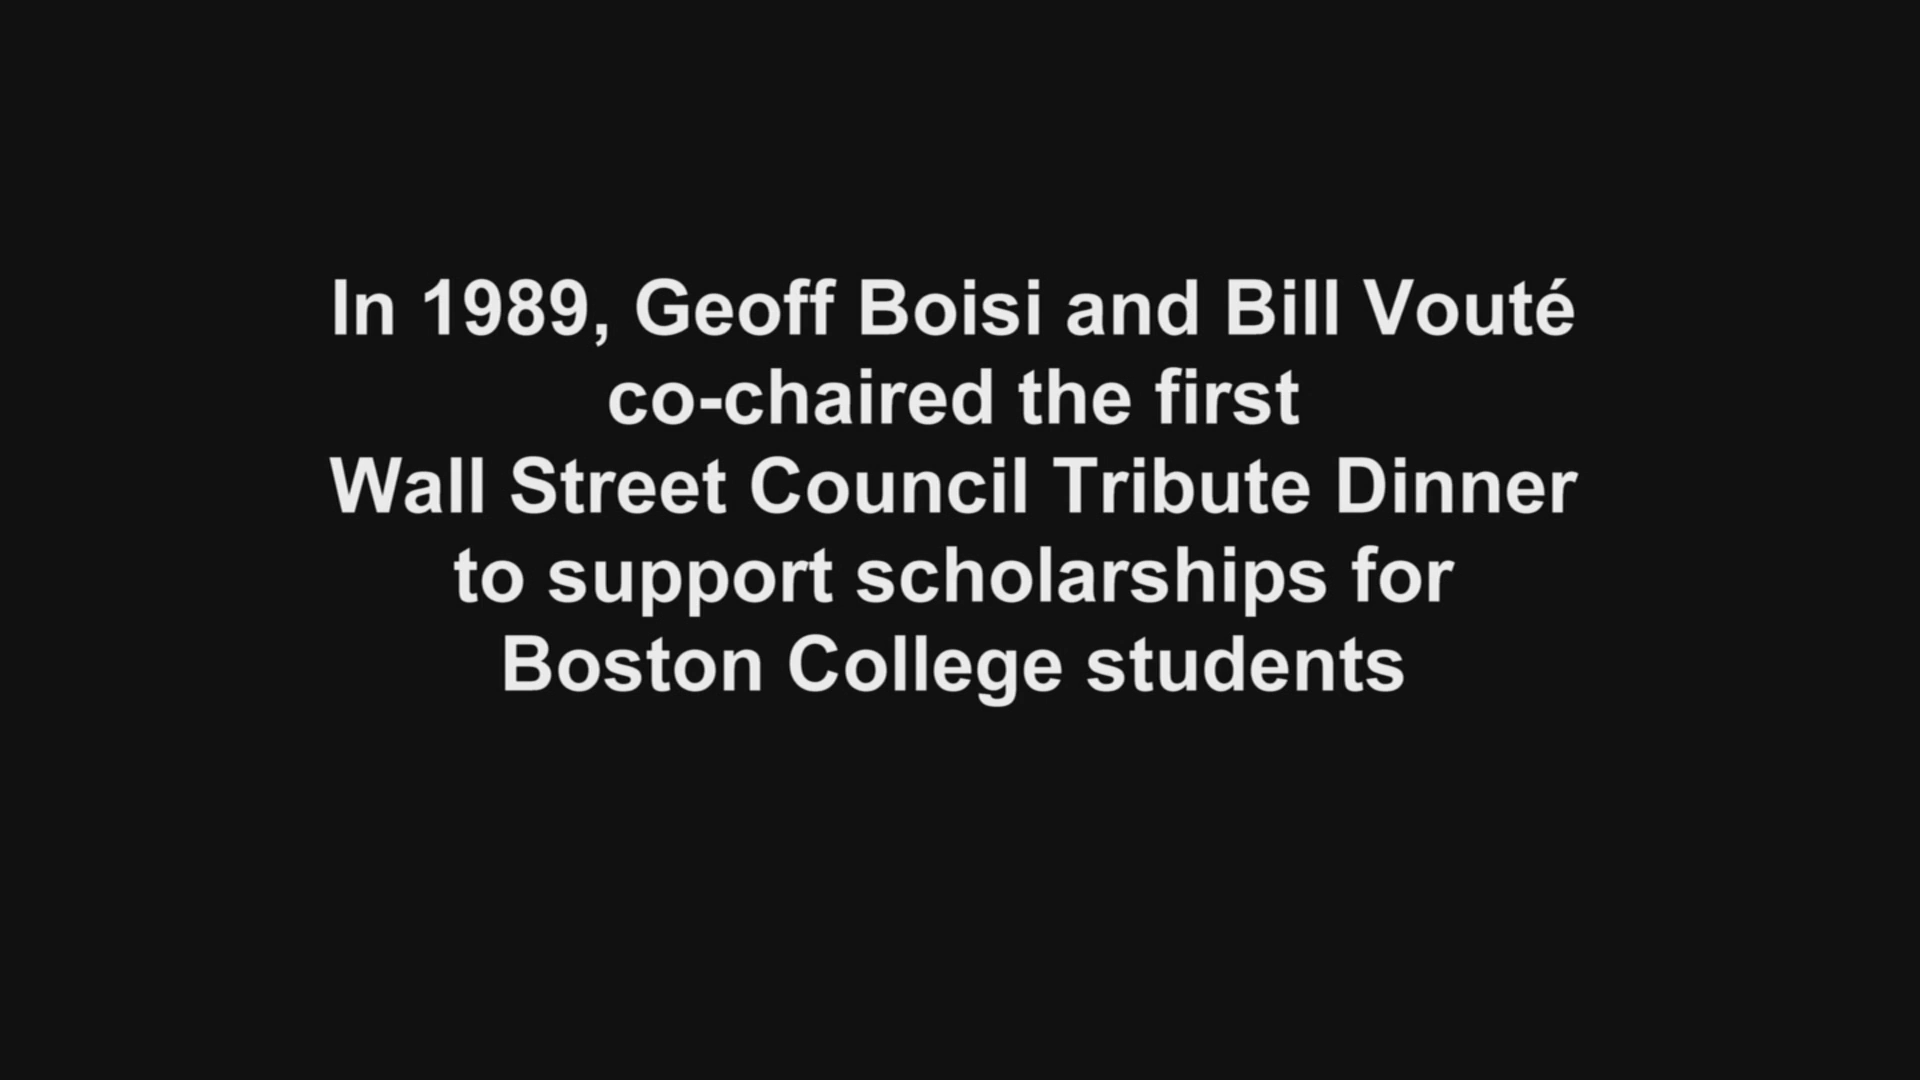 In 1989, Geoff Boisi and Bill Vouté
co-chaired the first
Wall Street Council Tribute Dinner
to support scholarships for
Boston College students